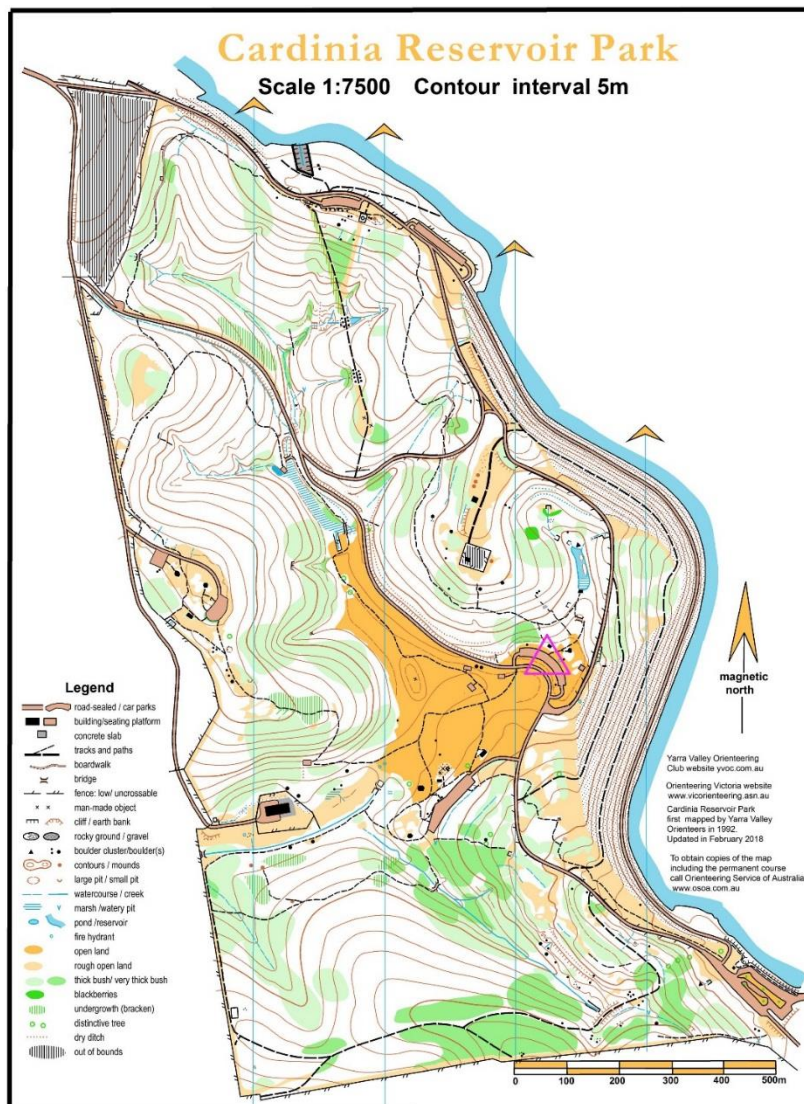 Cardinia Reservoir Park
Scale 1:7500 Contour interval 5m
magnetic
north
Legend
road-sealed / car parks
building/seating platform
concrete slab
tracks and paths
boardwalk
bridge
fence: low/ uncrossable
man-made object
cliff / earth bank
rocky ground / gravel
boulder cluster/boulder(s)
contours / mounds
large pit / small pit
watercourse / creek
marsh /watery pit
pond /reservoir
fire hydrant
open land
rough open land
thick bush/ very thick bush
blackberries
undergrowth (bracken)
distinctive tree
dry ditch
out of bounds
Yarra Valley Orienteering
Club website yvoc.com.au
Orienteering Victoria website
www.vicorienteering.asn.au
Cardinia Reservoir Park
first mapped by Yarra Valley
Orienteers in 1992.
Updated in February 2018
To obtain copies of the map
including the permanent course
call Orienteering Service of Australia
www.osoa.com.au
0 100 200 300 400 500m